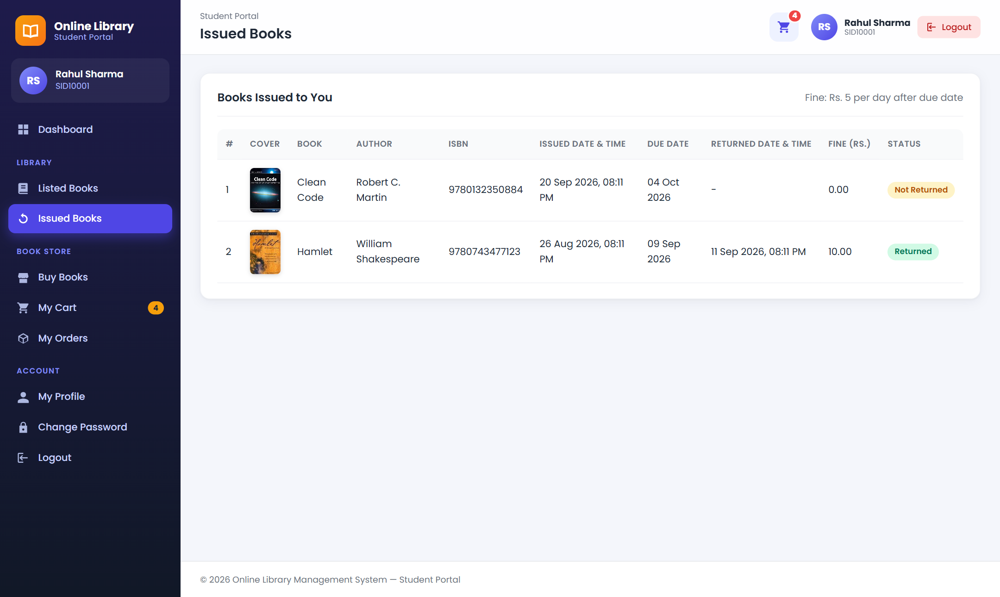 Online Library
Student Portal
RS
Rahul Sharma
SID10001
Dashboard
LIBRARY
Listed Books
Issued Books
BOOK STORE
Buy Books
My Cart
4
My Orders
ACCOUNT
My Profile
Change Password
Logout
Student Portal
Issued Books
4
RS
Rahul Sharma
SID10001
Logout
Books Issued to You
Fine: Rs. 5 per day after due date
# COVER BOOK AUTHOR ISBN ISSUED DATE & TIME DUE DATE RETURNED DATE & TIME FINE (RS.) STATUS
1
Clean Code
Clean
Code
Robert C.
Martin
9780132350884
20 Sep 2026, 08:11
PM
04 Oct
2026
-
0.00
Not Returned
2
Hamlet
Hamlet
William
Shakespeare
9780743477123
26 Aug 2026, 08:11
PM
09 Sep
2026
11 Sep 2026, 08:11 PM
10.00
Returned
© 2026 Online Library Management System — Student Portal